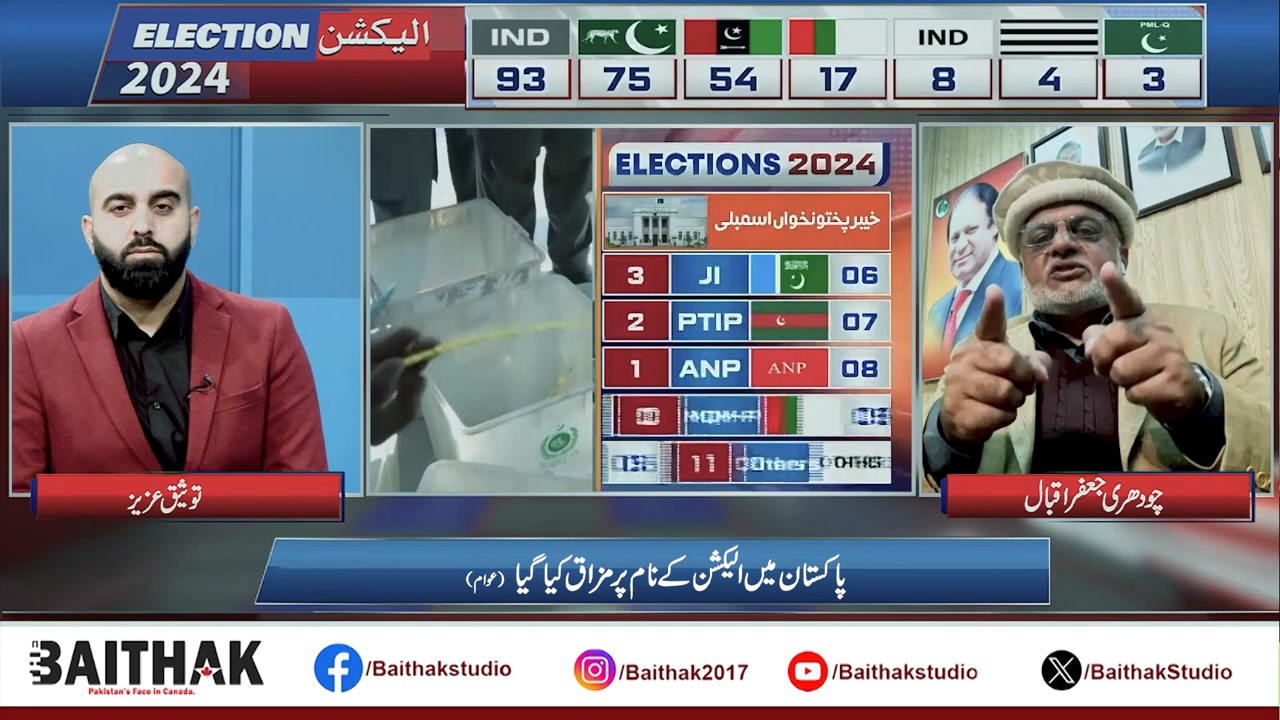 ELECTION الیکشن
2024
IND
PML-Q
IND
93 75 54 17 8 4 3
ELECTIONS 2024
خیبرپختونخواں اسمبلی
3 JI 06
2 PTIP 07
1 ANP ANP 08
11 Others
توثیق عزیز
چودھری جعفر اقبال
پاکستان میں الیکشن کے نام پر مزاق کیا گیا (عوام)
BAITHAK
Pakistan's Face in Canada.
/Baithakstudio
/Baithak2017
/Baithakstudio
/BaithakStudio